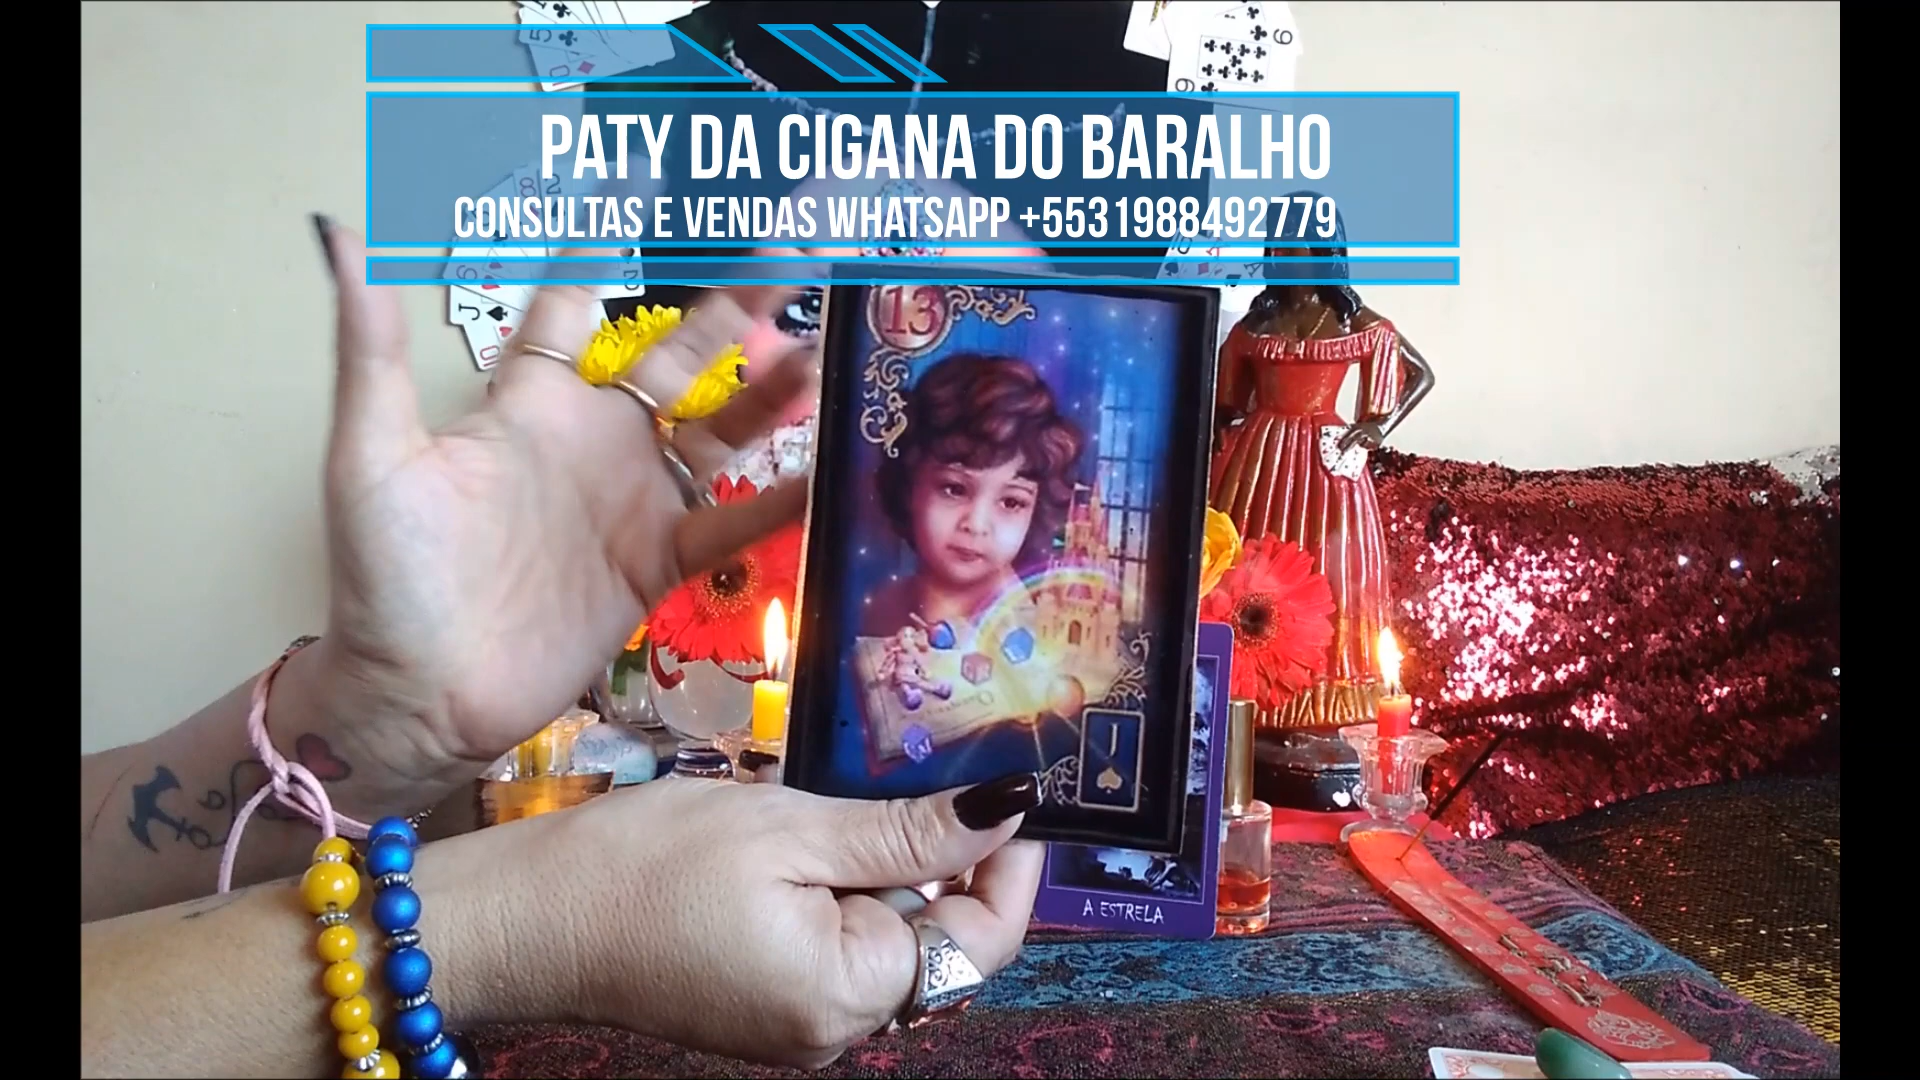 PATY DA CIGANA DO BARALHO
CONSULTAS E VENDAS WHATSAPP +5531988492779
13
J
A ESTRELA